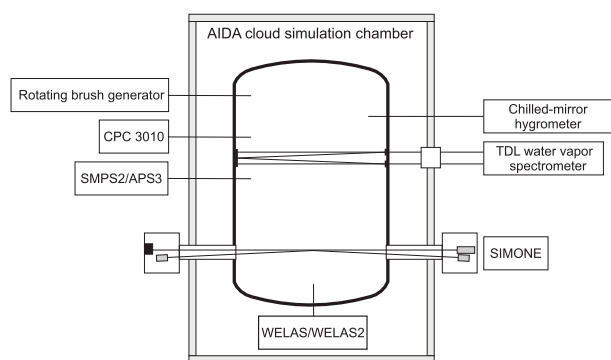 AIDA cloud simulation chamber
Rotating brush generator
Chilled-mirror
hygrometer
CPC 3010
TDL water vapor
spectrometer
SMPS2/APS3
SIMONE
WELAS/WELAS2